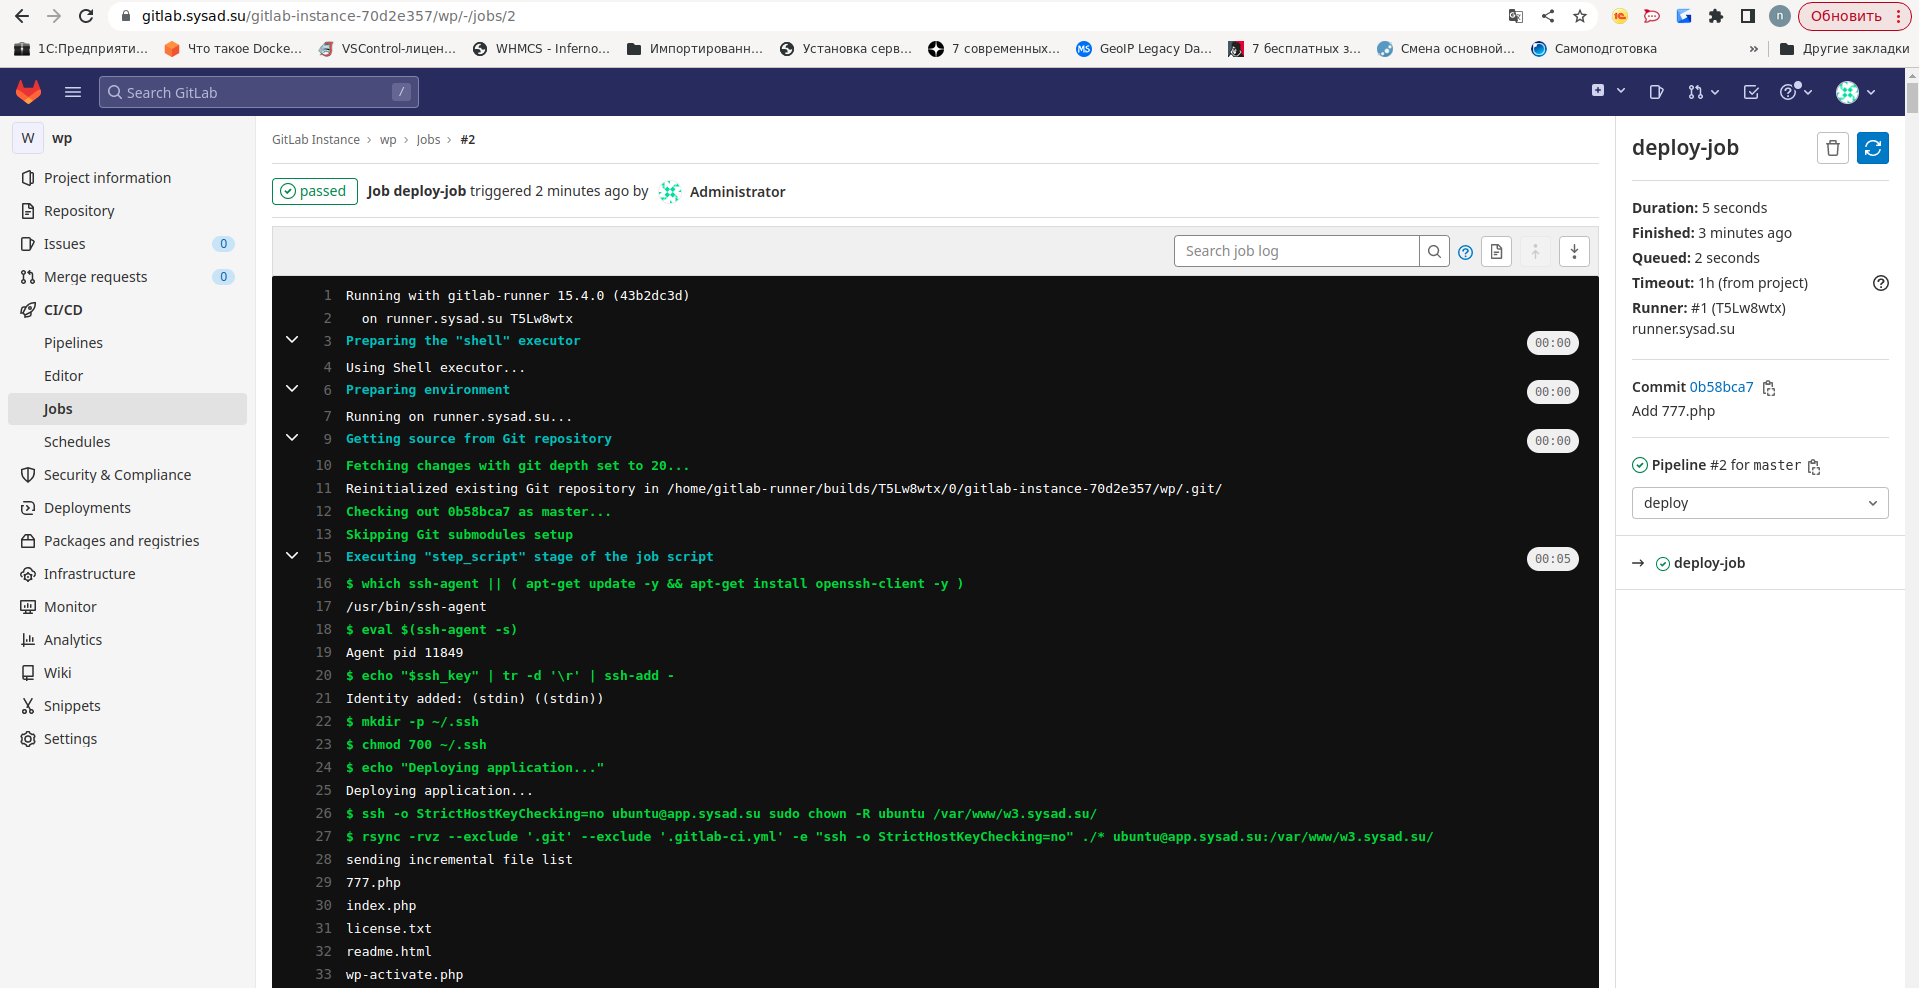 gitlab.sysad.su/gitlab-instance-70d2e357/wp/-/jobs/2
n
Обновить
1С:Предприяти...
Что такое Docke...
VSControl-лицен...
WHMCS - Inferno...
Импортированн...
Установка серв...
7 современных...
MS
GeoIP Legacy Da...
7 бесплатных з...
Смена основной...
Самоподготовка
»
Другие закладки
Search GitLab
/
W
wp
Project information
Repository
Issues
0
Merge requests
0
CI/CD
Pipelines
Editor
Jobs
Schedules
Security & Compliance
Deployments
Packages and registries
Infrastructure
Monitor
Analytics
Wiki
Snippets
Settings
GitLab Instance › wp › Jobs › #2
passed
Job deploy-job triggered 2 minutes ago by Administrator
Search job log
1 Running with gitlab-runner 15.4.0 (43b2dc3d)
2 on runner.sysad.su T5Lw8wtx
3 Preparing the "shell" executor 00:00
4 Using Shell executor...
6 Preparing environment 00:00
7 Running on runner.sysad.su...
9 Getting source from Git repository 00:00
10 Fetching changes with git depth set to 20...
11 Reinitialized existing Git repository in /home/gitlab-runner/builds/T5Lw8wtx/0/gitlab-instance-70d2e357/wp/.git/
12 Checking out 0b58bca7 as master...
13 Skipping Git submodules setup
15 Executing "step_script" stage of the job script 00:05
16 $ which ssh-agent || ( apt-get update -y && apt-get install openssh-client -y )
17 /usr/bin/ssh-agent
18 $ eval $(ssh-agent -s)
19 Agent pid 11849
20 $ echo "$ssh_key" | tr -d '\r' | ssh-add -
21 Identity added: (stdin) ((stdin))
22 $ mkdir -p ~/.ssh
23 $ chmod 700 ~/.ssh
24 $ echo "Deploying application..."
25 Deploying application...
26 $ ssh -o StrictHostKeyChecking=no ubuntu@app.sysad.su sudo chown -R ubuntu /var/www/w3.sysad.su/
27 $ rsync -rvz --exclude '.git' --exclude '.gitlab-ci.yml' -e "ssh -o StrictHostKeyChecking=no" ./* ubuntu@app.sysad.su:/var/www/w3.sysad.su/
28 sending incremental file list
29 777.php
30 index.php
31 license.txt
32 readme.html
33 wp-activate.php
deploy-job
Duration: 5 seconds
Finished: 3 minutes ago
Queued: 2 seconds
Timeout: 1h (from project)
Runner: #1 (T5Lw8wtx)
runner.sysad.su
Commit 0b58bca7
Add 777.php
Pipeline #2 for master
deploy
→ deploy-job